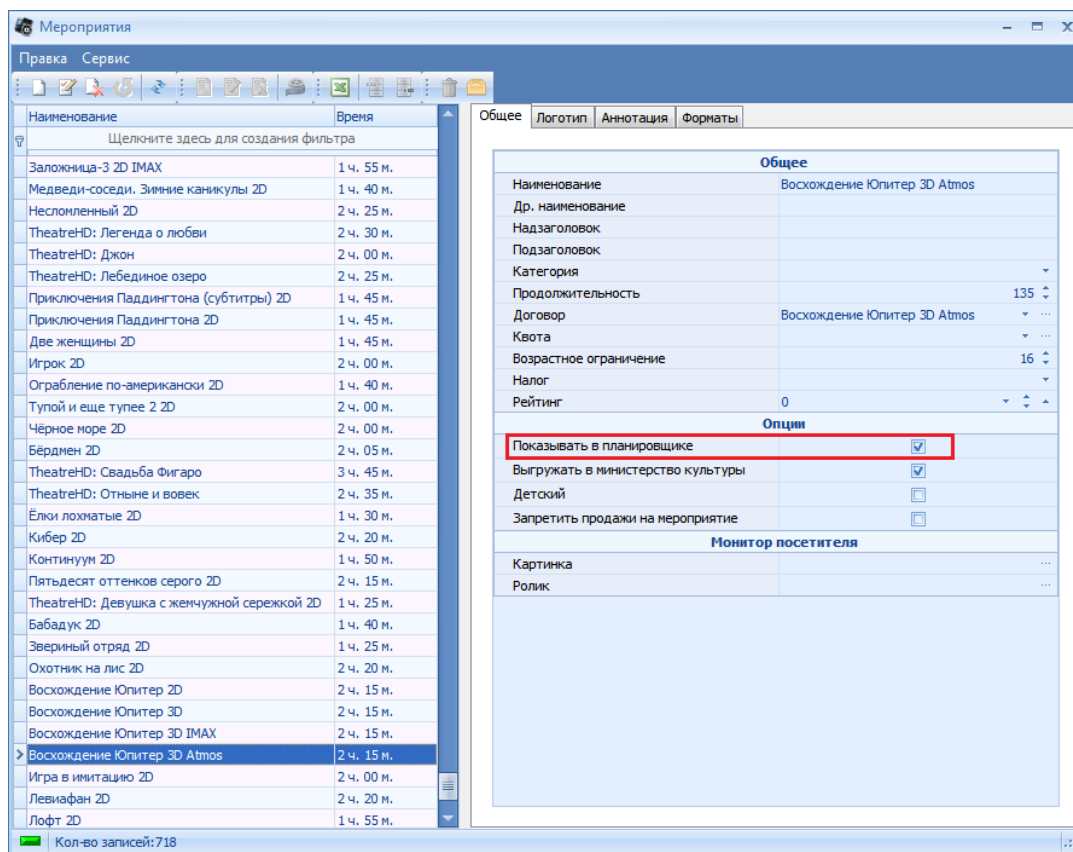 Мероприятия
Правка Сервис
Наименование Время
Щелкните здесь для создания фильтра
Заложница-3 2D IMAX 1 ч. 55 м.
Медведи-соседи. Зимние каникулы 2D 1 ч. 40 м.
Несломленный 2D 2 ч. 25 м.
TheatreHD: Легенда о любви 2 ч. 30 м.
TheatreHD: Джон 2 ч. 00 м.
TheatreHD: Лебединое озеро 2 ч. 25 м.
Приключения Паддингтона (субтитры) 2D 1 ч. 45 м.
Приключения Паддингтона 2D 1 ч. 45 м.
Две женщины 2D 1 ч. 45 м.
Игрок 2D 2 ч. 00 м.
Ограбление по-американски 2D 1 ч. 40 м.
Тупой и еще тупее 2 2D 2 ч. 00 м.
Чёрное море 2D 2 ч. 00 м.
Бёрдмен 2D 2 ч. 05 м.
TheatreHD: Свадьба Фигаро 3 ч. 45 м.
TheatreHD: Отныне и вовек 2 ч. 35 м.
Ёлки лохматые 2D 1 ч. 30 м.
Кибер 2D 2 ч. 20 м.
Континуум 2D 1 ч. 50 м.
Пятьдесят оттенков серого 2D 2 ч. 15 м.
TheatreHD: Девушка с жемчужной сережкой 2D 1 ч. 25 м.
Бабадук 2D 1 ч. 40 м.
Звериный отряд 2D 1 ч. 25 м.
Охотник на лис 2D 2 ч. 20 м.
Восхождение Юпитер 2D 2 ч. 15 м.
Восхождение Юпитер 3D 2 ч. 15 м.
Восхождение Юпитер 3D IMAX 2 ч. 15 м.
Восхождение Юпитер 3D Atmos 2 ч. 15 м.
Игра в имитацию 2D 2 ч. 00 м.
Левиафан 2D 2 ч. 20 м.
Лофт 2D 1 ч. 55 м.
Кол-во записей:718
Общее Логотип Аннотация Форматы
Общее
Наименование Восхождение Юпитер 3D Atmos
Др. наименование
Надзаголовок
Подзаголовок
Категория
Продолжительность 135
Договор Восхождение Юпитер 3D Atmos
Квота
Возрастное ограничение 16
Налог
Рейтинг 0
Опции
Показывать в планировщике
Выгружать в министерство культуры
Детский
Запретить продажи на мероприятие
Монитор посетителя
Картинка
Ролик